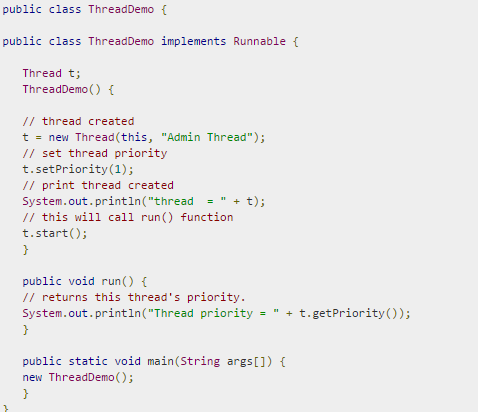 public class ThreadDemo {
public class ThreadDemo implements Runnable {
Thread t;
ThreadDemo() {
// thread created
t = new Thread(this, "Admin Thread");
// set thread priority
t.setPriority(1);
// print thread created
System.out.println("thread  = " + t);
// this will call run() function
t.start();
}
public void run() {
// returns this thread's priority.
System.out.println("Thread priority = " + t.getPriority());
}
public static void main(String args[]) {
new ThreadDemo();
}
}